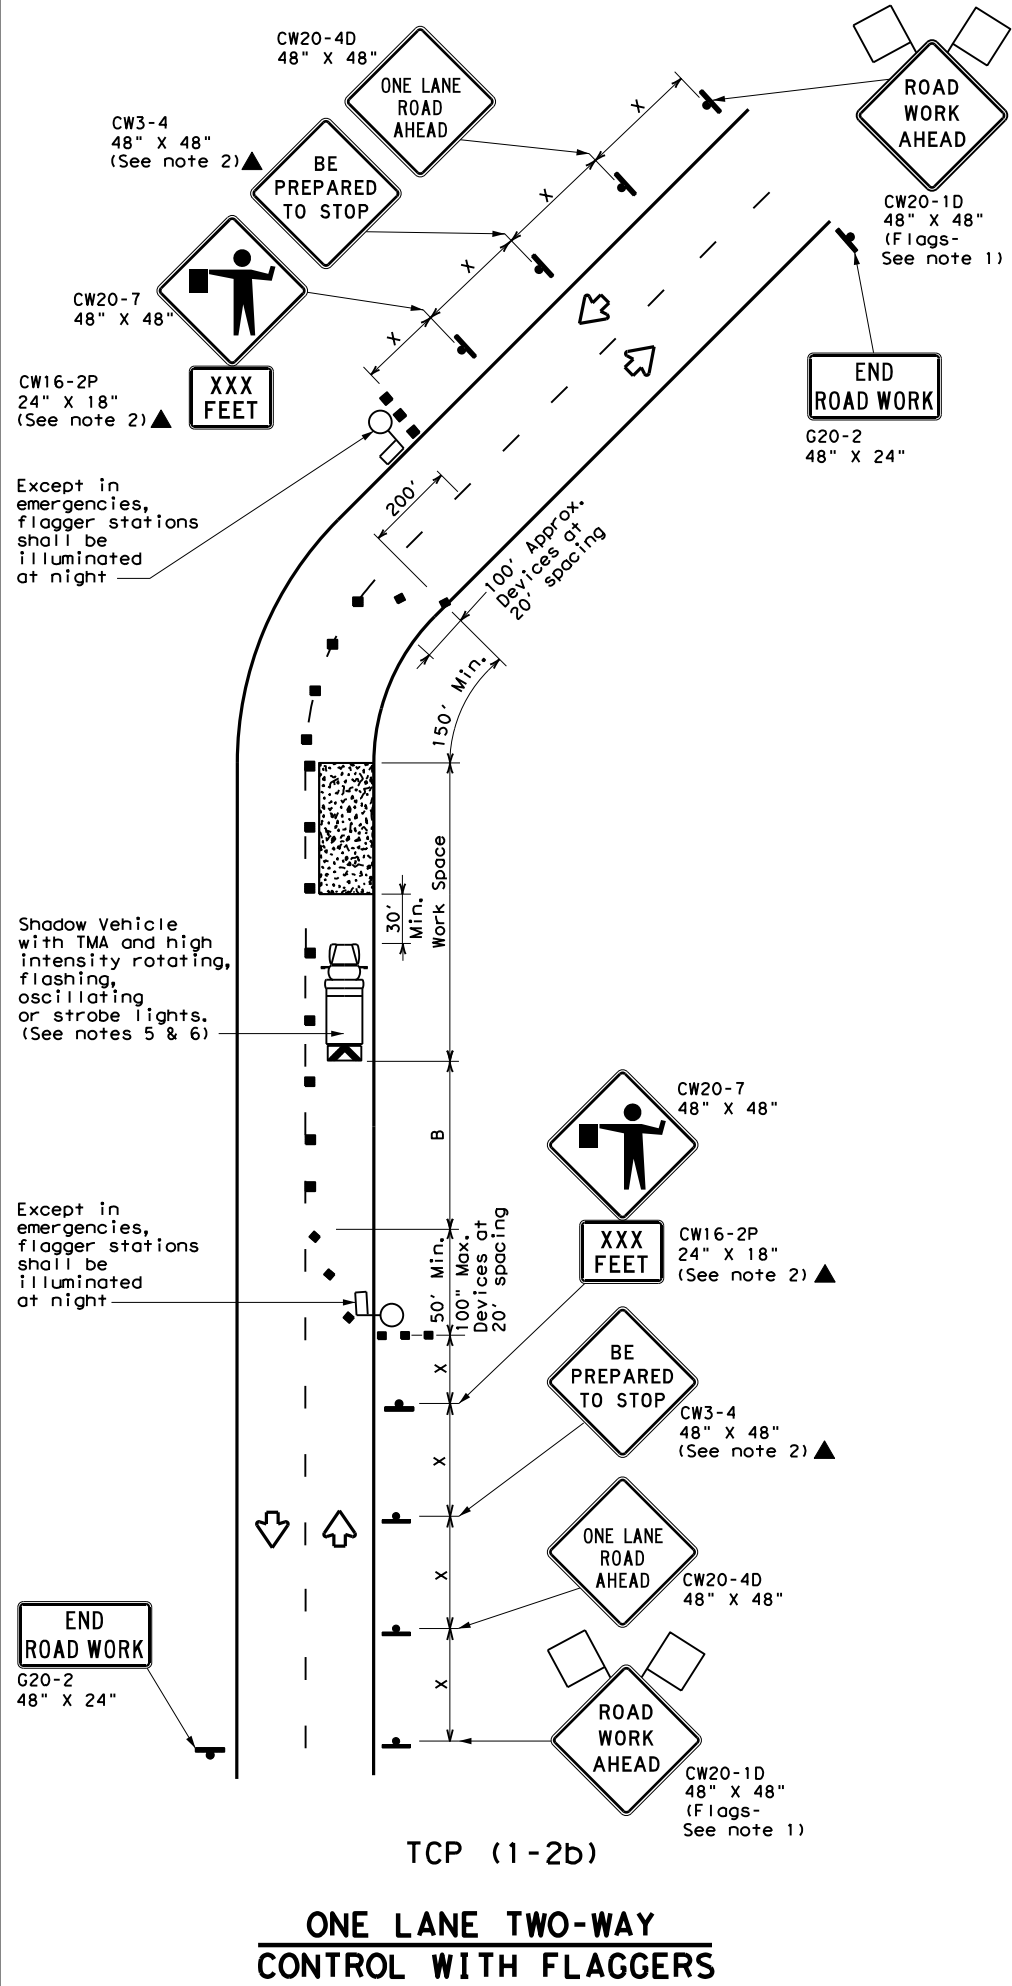 CW20-4D
48" X 48"
ONE LANE
ROAD
AHEAD
ROAD
WORK
AHEAD
CW20-1D
48" X 48"
(Flags-
See note 1)
CW3-4
48" X 48"
(See note 2)
BE
PREPARED
TO STOP
CW20-7
48" X 48"
CW16-2P
24" X 18"
(See note 2)
XXX
FEET
X
X
X
X
END
ROAD WORK
G20-2
48" X 24"
Except in
emergencies,
flagger stations
shall be
illuminated
at night
200'
100' Approx.
Devices at
20' spacing
150' Min.
Work Space
30'
Min.
Shadow Vehicle
with TMA and high
intensity rotating,
flashing,
oscillating
or strobe lights.
(See notes 5 & 6)
B
CW20-7
48" X 48"
XXX
FEET
CW16-2P
24" X 18"
(See note 2)
Except in
emergencies,
flagger stations
shall be
illuminated
at night
50' Min.
100" Max.
Devices at
20' spacing
X
X
X
X
BE
PREPARED
TO STOP
CW3-4
48" X 48"
(See note 2)
ONE LANE
ROAD
AHEAD
CW20-4D
48" X 48"
END
ROAD WORK
G20-2
48" X 24"
ROAD
WORK
AHEAD
CW20-1D
48" X 48"
(Flags-
See note 1)
TCP (1-2b)
ONE LANE TWO-WAY
CONTROL WITH FLAGGERS